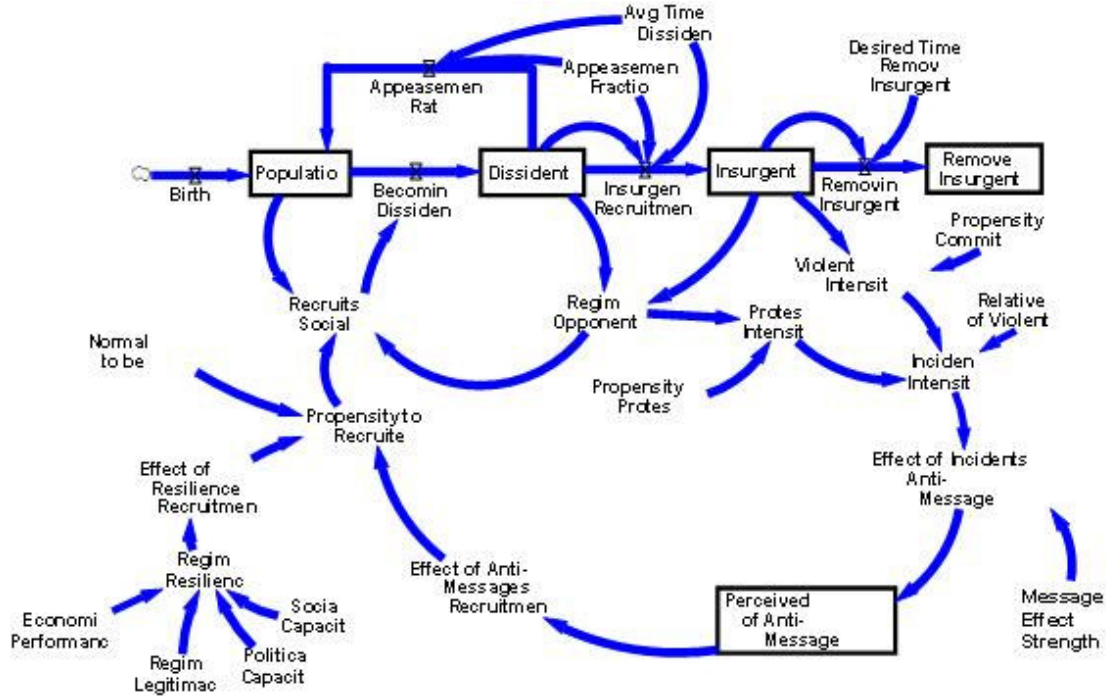 Avg Time
Dissiden
Desired Time
Remov
Insurgent
Appeasemen
Fractio
Appeasemen
Rat
Populatio
Dissident
Insurgent
Remove
Insurgent
Birth
Becomin
Dissiden
Insurgen
Recruitmen
Removin
Insurgent
Propensity
Commit
Violent
Intensit
Recruits
Social
Regim
Opponent
Protes
Intensit
Relative
of Violent
Normal
to be
Inciden
Intensit
Propensity
Protes
Propensity to
Recruite
Effect of
Resilience
Recruitmen
Effect of Incidents
Anti-
Message
Regim
Resilienc
Effect of Anti-
Messages
Recruitmen
Perceived
of Anti-
Message
Message
Effect
Strength
Economi
Performanc
Socia
Capacit
Regim
Legitimac
Politica
Capacit